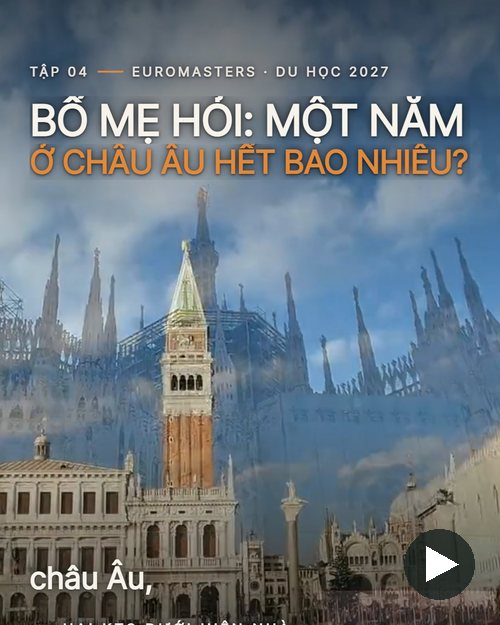 TẬP 04 — EUROMASTERS · DU HỌC 2027
BỐ MẸ HỎI: MỘT NĂM
Ở CHÂU ÂU HẾT BAO NHIÊU?
châu Âu,